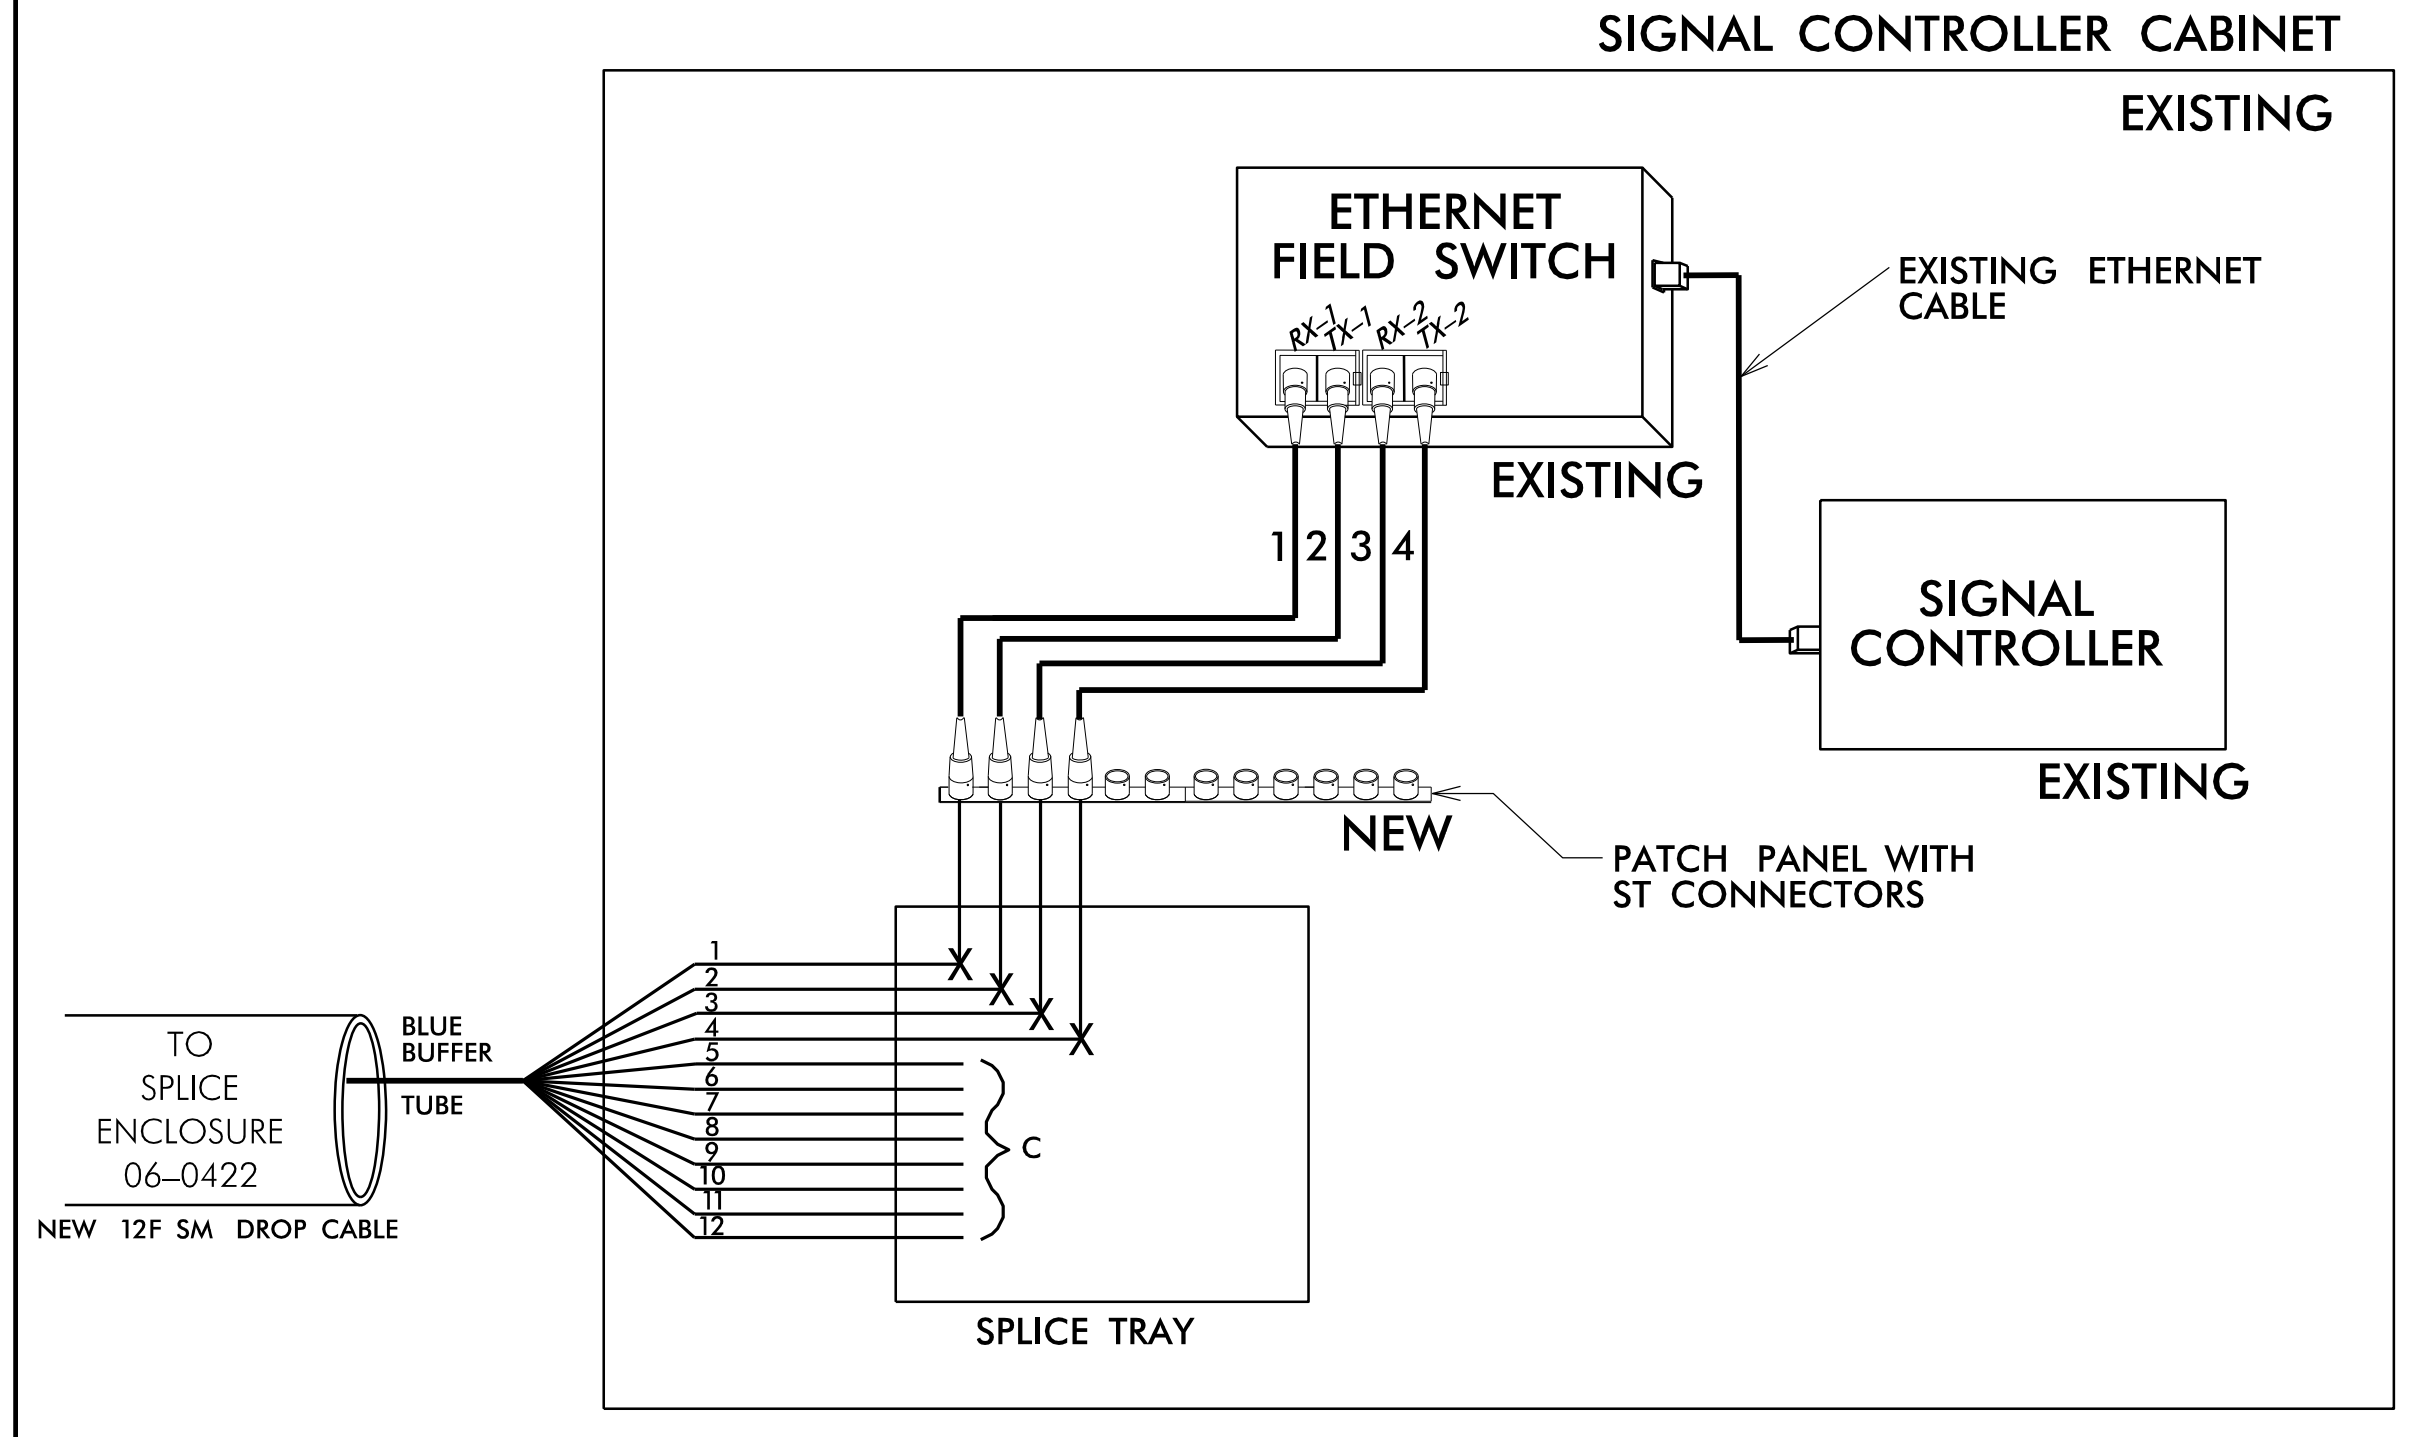 SIGNAL CONTROLLER CABINET
EXISTING
ETHERNET
FIELD SWITCH
RX-1
TX-1
RX-2
TX-2
EXISTING ETHERNET
CABLE
EXISTING
1 2 3 4
SIGNAL
CONTROLLER
EXISTING
NEW
PATCH PANEL WITH
ST CONNECTORS
X
X
X
X
1
2
3
4
5
6
7
8
9
10
11
12
C
BLUE
BUFFER
TUBE
TO
SPLICE
ENCLOSURE
06-0422
NEW 12F SM DROP CABLE
SPLICE TRAY